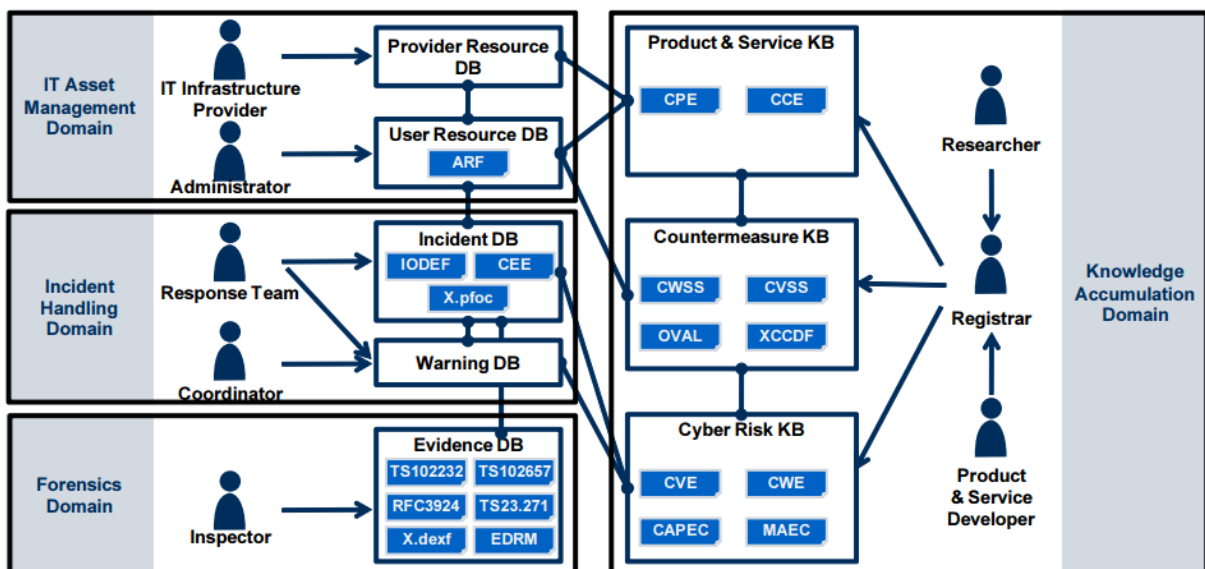 IT Asset
Management
Domain
IT Infrastructure
Provider
Administrator
Provider Resource
DB
User Resource DB
ARF
Incident
Handling
Domain
Response Team
Coordinator
Incident DB
IODEF
CEE
X.pfoc
Warning DB
Forensics
Domain
Inspector
Evidence DB
TS102232
TS102657
RFC3924
TS23.271
X.dexf
EDRM
Product & Service KB
CPE
CCE
Countermeasure KB
CWSS
CVSS
OVAL
XCCDF
Cyber Risk KB
CVE
CWE
CAPEC
MAEC
Researcher
Registrar
Product
& Service
Developer
Knowledge
Accumulation
Domain